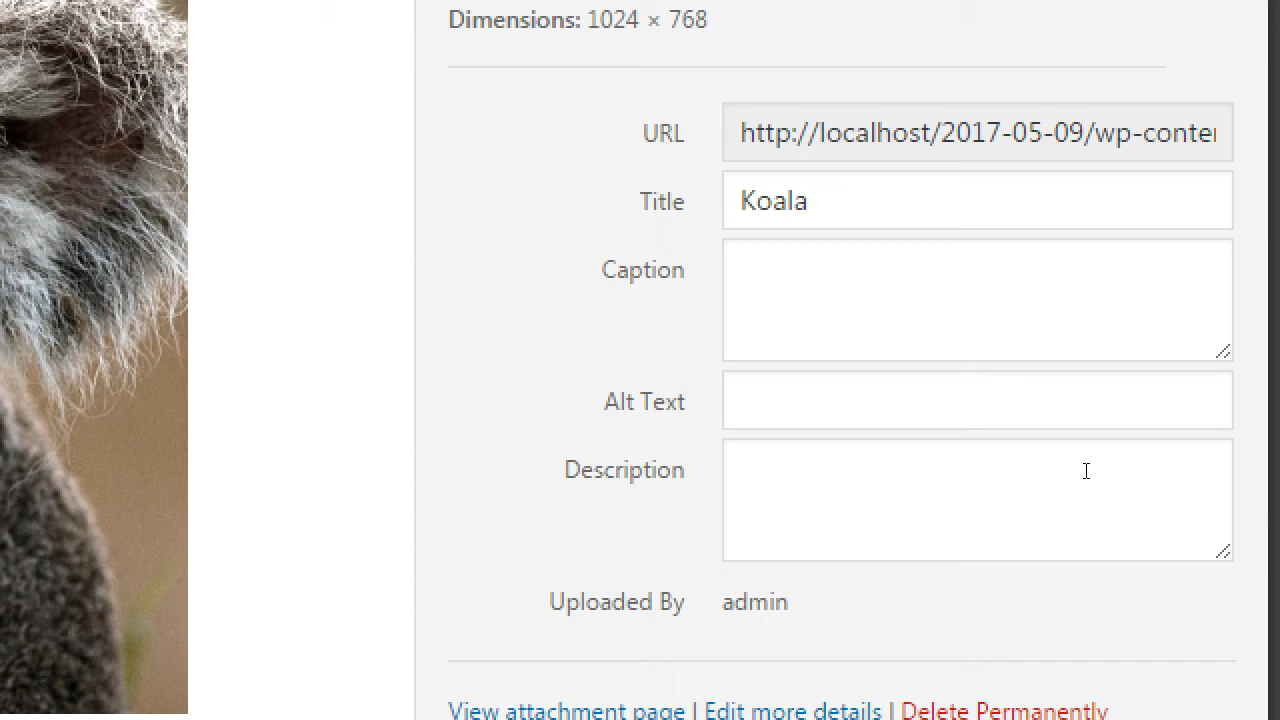 Dimensions: 1024 × 768
URL http://localhost/2017-05-09/wp-conter
Title Koala
Caption
Alt Text
Description
Uploaded By admin
View attachment page | Edit more details | Delete Permanently